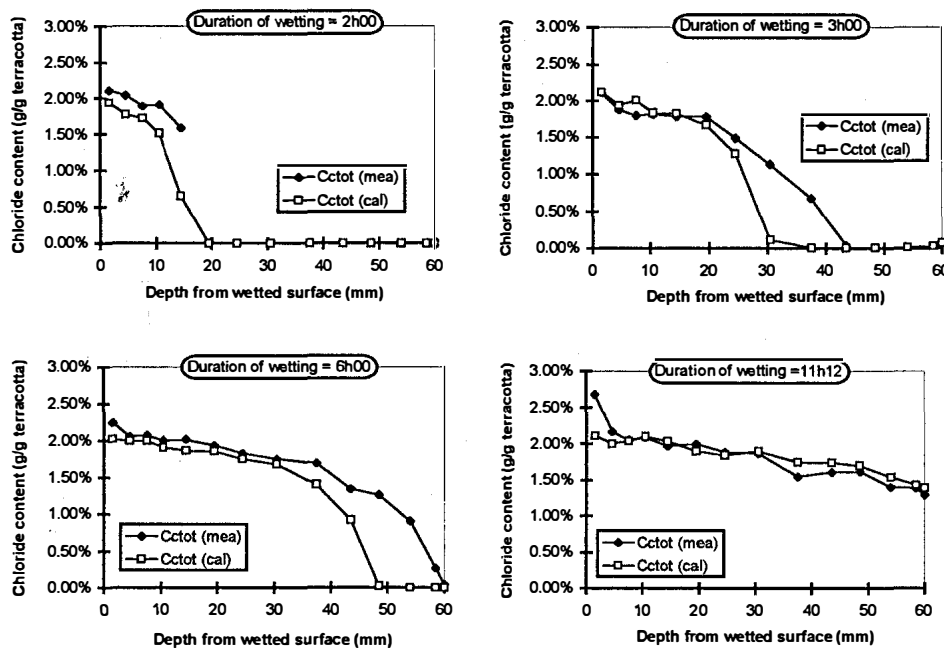 Duration of wetting = 2h00
Chloride content (g/g terracotta)
3.00%
2.50%
2.00%
1.50%
1.00%
0.50%
0.00%
Cctot (mea)
Cctot (cal)
0 10 20 30 40 50 60
Depth from wetted surface (mm)
Duration of wetting = 3h00
Chloride content (g/g terracotta)
3.00%
2.50%
2.00%
1.50%
1.00%
0.50%
0.00%
Cctot (mea)
Cctot (cal)
0 10 20 30 40 50 60
Depth from wetted surface (mm)
Duration of wetting = 6h00
Chloride content (g/g terracotta)
3.00%
2.50%
2.00%
1.50%
1.00%
0.50%
0.00%
Cctot (mea)
Cctot (cal)
0 10 20 30 40 50 60
Depth from wetted surface (mm)
Duration of wetting =11h12
Chloride content (g/g terracotta)
3.00%
2.50%
2.00%
1.50%
1.00%
0.50%
0.00%
Cctot (mea)
Cctot (cal)
0 10 20 30 40 50 60
Depth from wetted surface (mm)